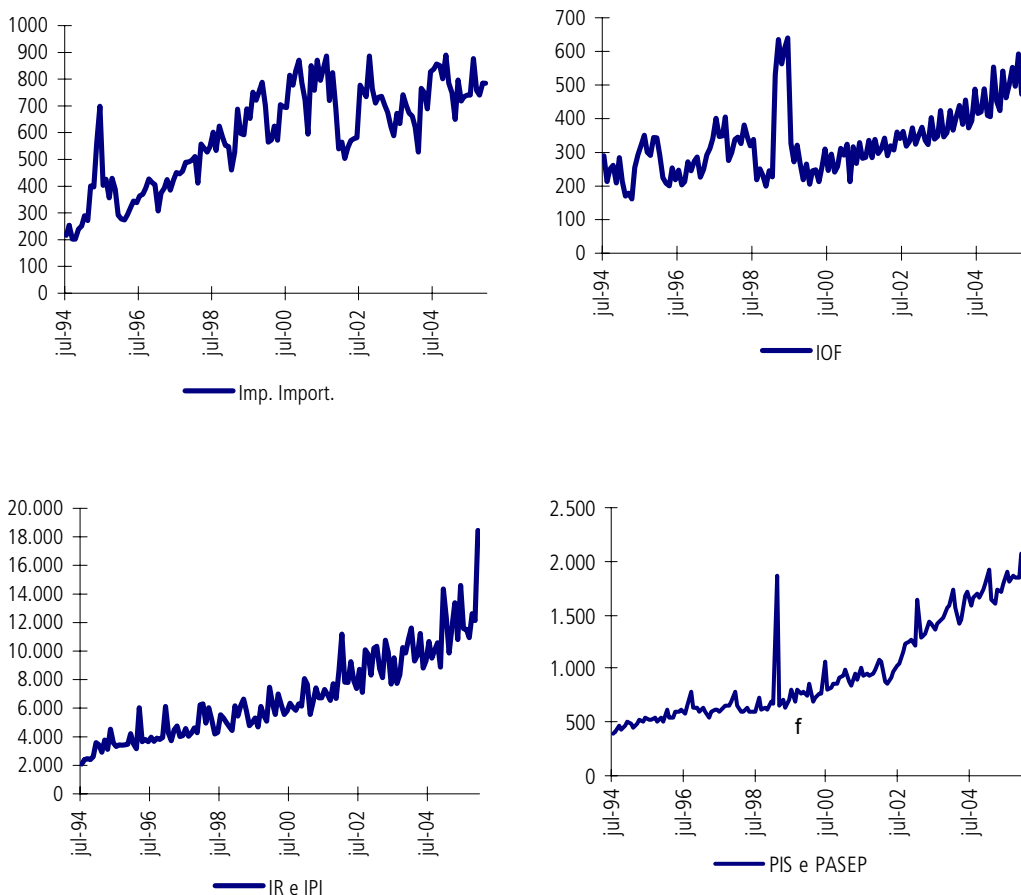 1000
900
800
700
600
500
400
300
200
100
0
jul-94
jul-96
jul-98
jul-00
jul-02
jul-04
Imp. Import.
700
600
500
400
300
200
100
0
jul-94
jul-96
jul-98
jul-00
jul-02
jul-04
IOF
20.000
18.000
16.000
14.000
12.000
10.000
8.000
6.000
4.000
2.000
jul-94
jul-96
jul-98
jul-00
jul-02
jul-04
IR e IPI
2.500
2.000
1.500
1.000
500
0
f
jul-94
jul-96
jul-98
jul-00
jul-02
jul-04
PIS e PASEP